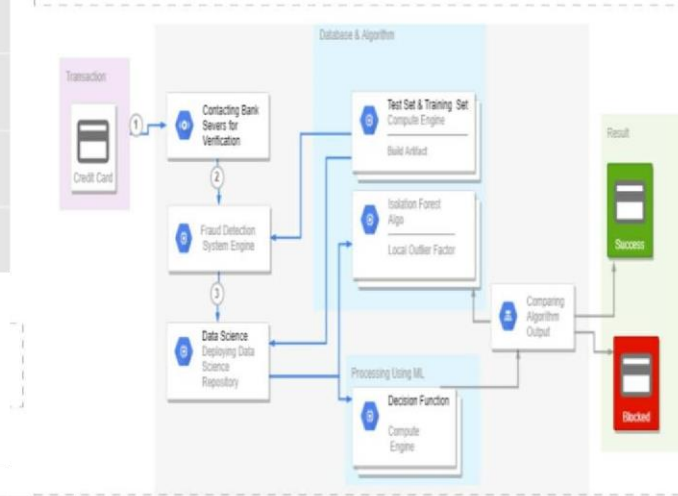 Database & Algorithm
Transaction
Credit Card
1
Contacting Bank
Severs for
Verification
2
Fraud Detection
System Engine
3
Data Science
Deploying Data
Science
Repository
Test Set & Training Set
Compute Engine
Build Artifact
Isolation Forest
Algo
Local Outlier Factor
Processing Using ML
Decision Function
Compute
Engine
Comparing
Algorithm
Output
Result
Success
Blocked